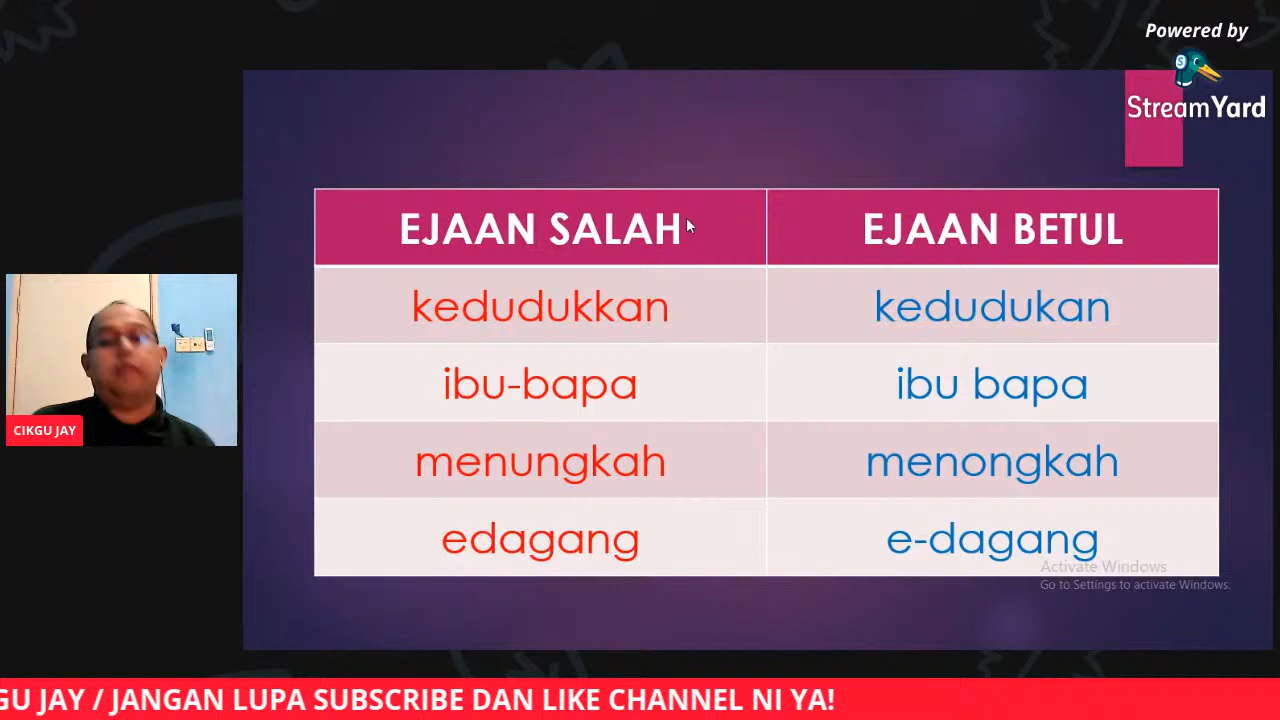 Powered by
StreamYard
EJAAN SALAH EJAAN BETUL
kedudukkan kedudukan
ibu-bapa ibu bapa
menungkah menongkah
edagang e-dagang
Activate Windows
Go to Settings to activate Windows.
CIKGU JAY
GU JAY / JANGAN LUPA SUBSCRIBE DAN LIKE CHANNEL NI YA!